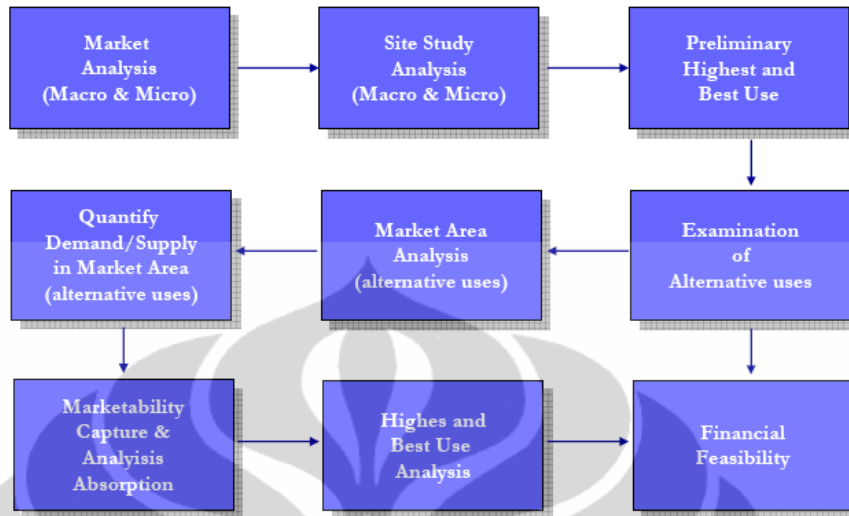 Market
Analysis
(Macro & Micro)
Site Study
Analysis
(Macro & Micro)
Preliminary
Highest and
Best Use
Quantify
Demand/Supply
in Market Area
(alternative uses)
Market Area
Analysis
(alternative uses)
Examination
of
Alternative uses
Marketability
Capture &
Analyisis
Absorption
Highes and
Best Use
Analysis
Financial
Feasibility